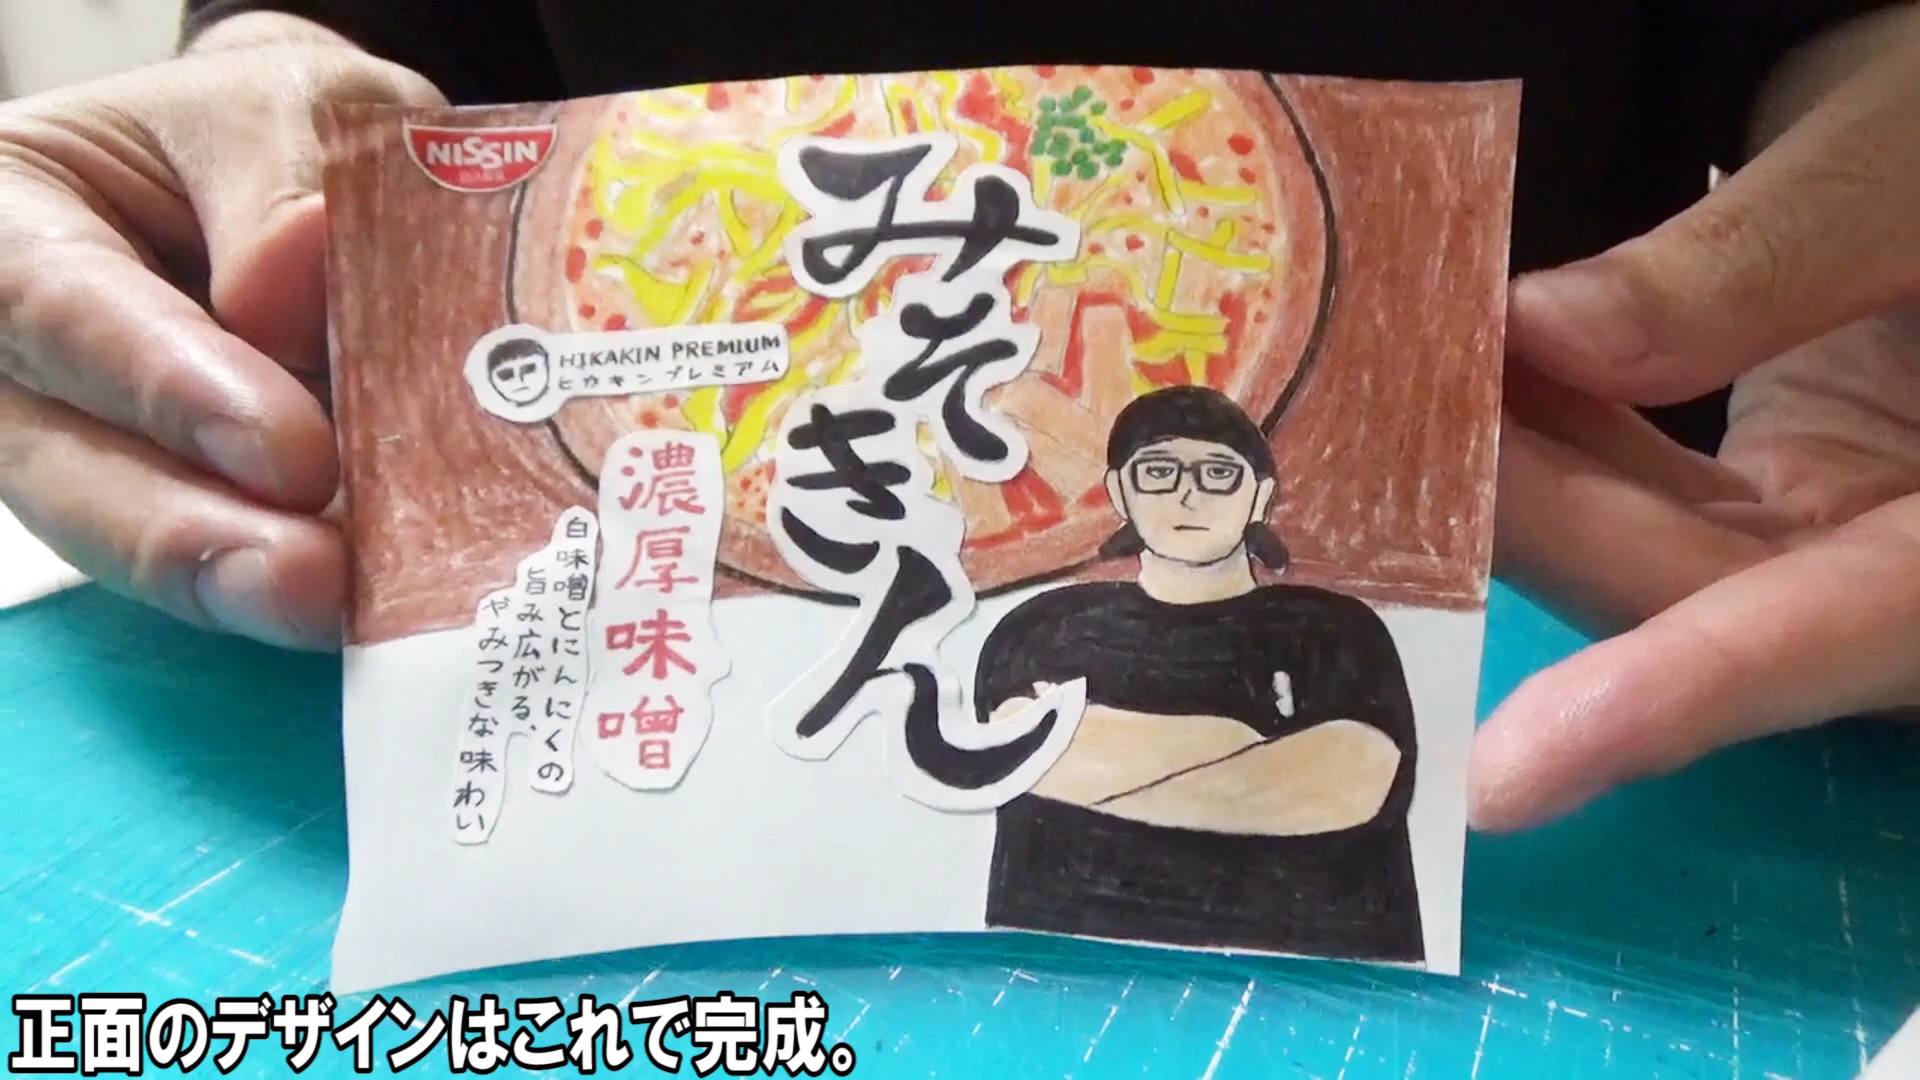 NISSIN
みそきん
HIKAKIN PREMIUM
ヒカキンプレミアム
濃厚味噌
白味噌とにんにくの
旨み広がる、
やみつきな味わい
正面のデザインはこれで完成。